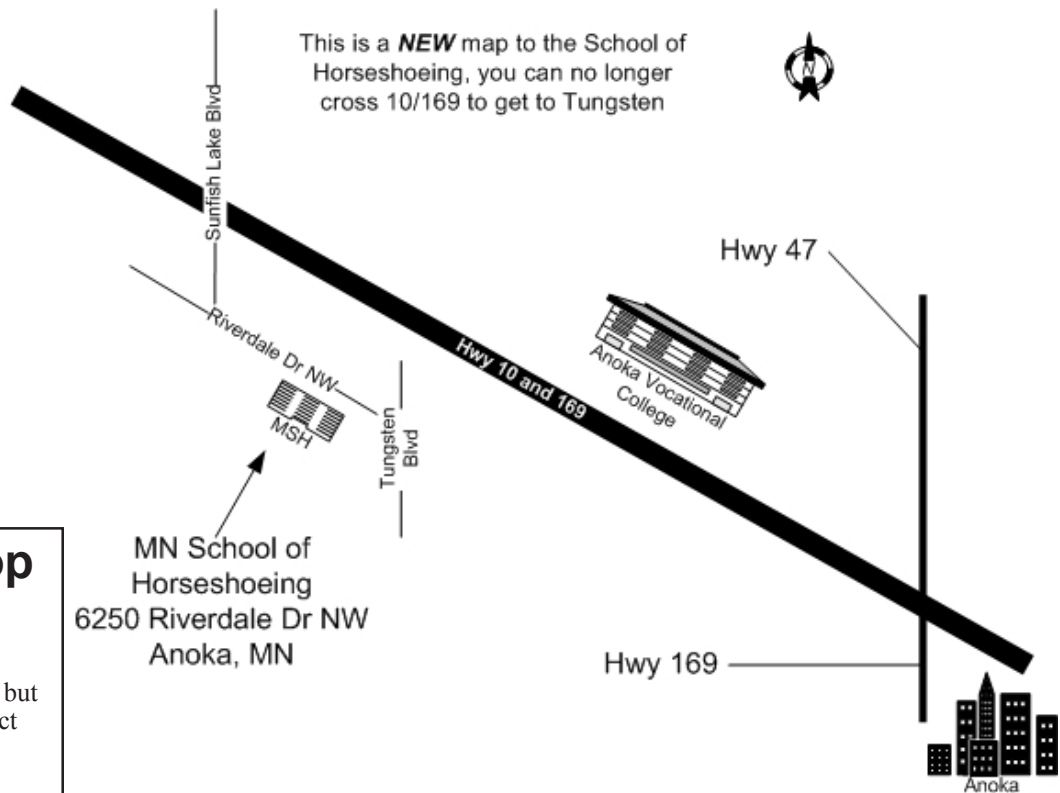 This is a NEW map to the School of
Horseshoeing, you can no longer
cross 10/169 to get to Tungsten
N
Sunfish Lake Blvd
Hwy 47
Riverdale Dr NW
Hwy 10 and 169
Anoka Vocational
College
MSH
Tungsten
Blvd
MN School of
Horseshoeing
6250 Riverdale Dr NW
Anoka, MN
Hwy 169
Anoka
but